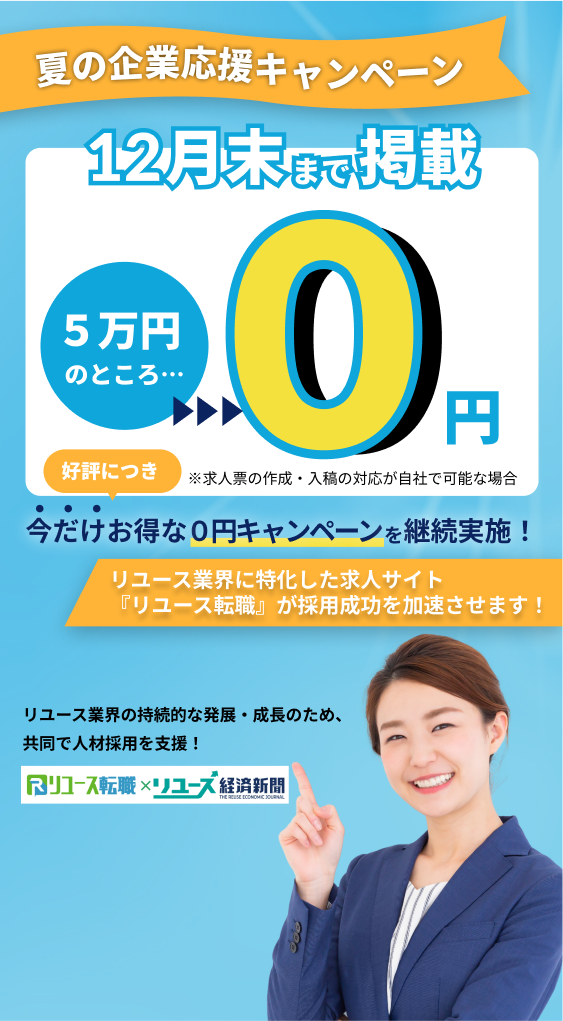 夏の企業応援キャンペーン
12月末まで掲載
5万円
のところ…
0円
好評につき
※求人票の作成・入稿の対応が自社で可能な場合
今だけお得な0円キャンペーンを継続実施！
リユース業界に特化した求人サイト
『リユース転職』が採用成功を加速させます！
リユース業界の持続的な発展・成長のため、
共同で人材採用を支援！
リユース転職×リユース経済新聞
THE REUSE ECONOMIC JOURNAL